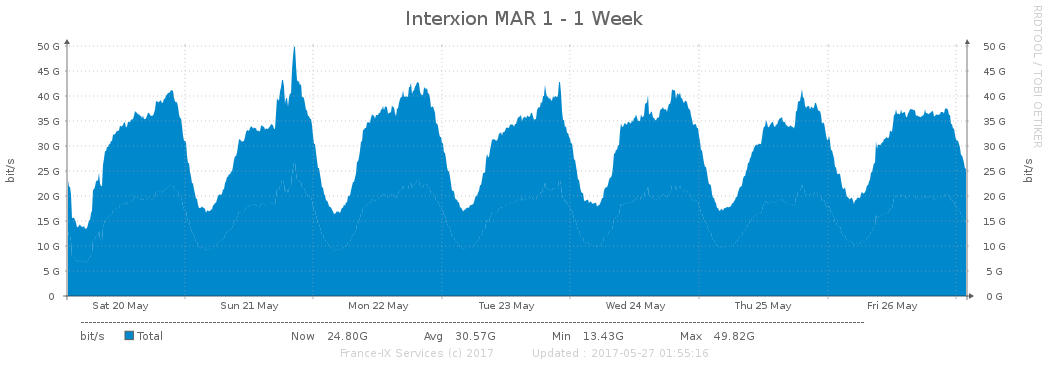 Interxion MAR 1 - 1 Week
RRDTOOL / TOBI OETIKER
bit/s
50 G
45 G
40 G
35 G
30 G
25 G
20 G
15 G
10 G
5 G
0
50 G
45 G
40 G
35 G
30 G
25 G
20 G
15 G
10 G
5 G
0 G
bit/s
Sat 20 May Sun 21 May Mon 22 May Tue 23 May Wed 24 May Thu 25 May Fri 26 May
bit/s Total Now 24.80G Avg 30.57G Min 13.43G Max 49.82G
France-IX Services (c) 2017 Updated : 2017-05-27 01:55:16